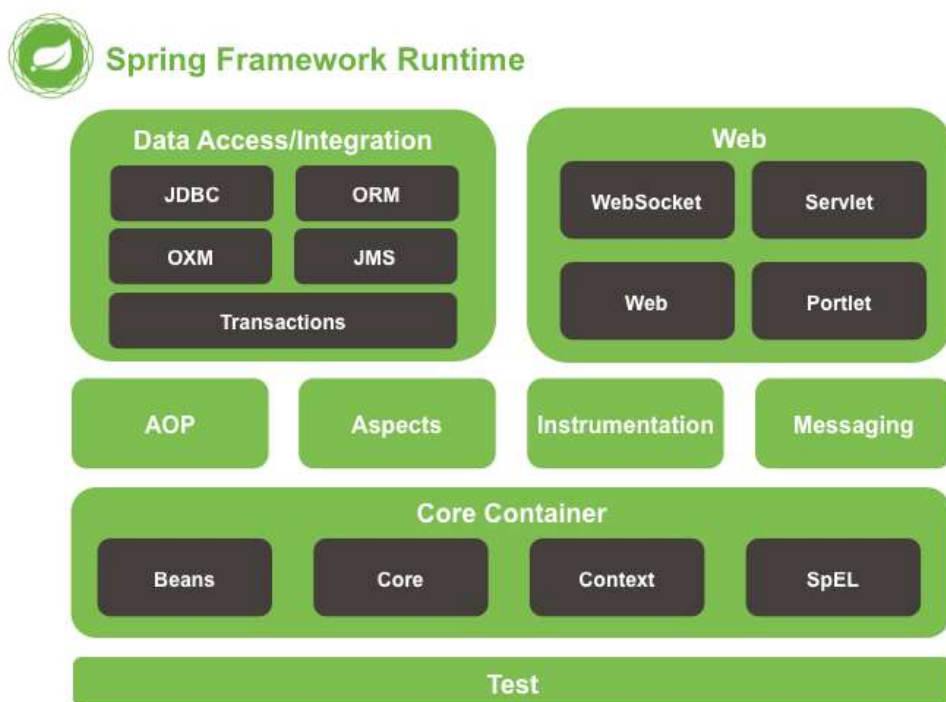 Spring Framework Runtime
Data Access/Integration
Web
JDBC
ORM
WebSocket
Servlet
OXM
JMS
Web
Portlet
Transactions
AOP
Aspects
Instrumentation
Messaging
Core Container
Beans
Core
Context
SpEL
Test